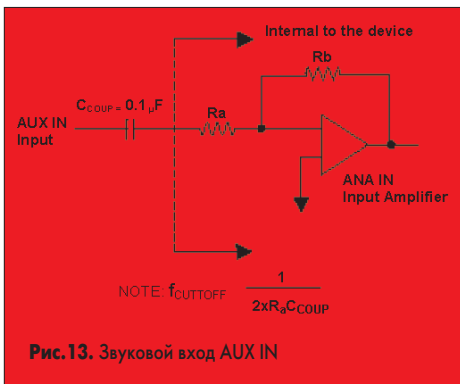 Internal to the device
Rb
C COUP = 0.1 μF
Ra
AUX IN
Input
ANA IN
Input Amplifier
NOTE: fCUTTOFF 1
2xRaCCOUP
Рис.13. Звуковой вход AUX IN